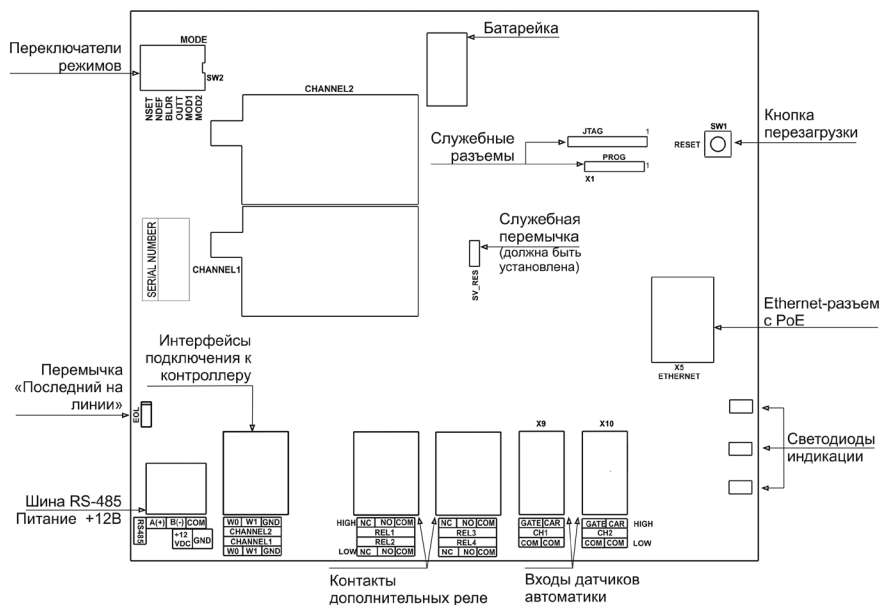 Переключатели
режимов
MODE
SW2
NSET
NDEF
BLDR
OUTT
MOD1
MOD2
Батарейка
CHANNEL2
Служебные
разъемы
JTAG
1
PROG
1
X1
SW1
RESET
Кнопка
перезагрузки
SERIAL NUMBER
CHANNEL1
Служебная
перемычка
(должна быть
установлена)
SV_RES
Ethernet-разъем
с PoE
X5
ETHERNET
Интерфейсы
подключения к
контроллеру
Перемычка
«Последний на
линии»
EOL
X9
X10
Светодиоды
индикации
Шина RS-485
Питание +12В
RS485
A(+) B(-) COM
+12
VDC
GND
W0 W1 GND
CHANNEL2
CHANNEL1
W0 W1 GND
HIGH NC NO COM
REL1
REL2
LOW NC NO COM
NC NO COM
REL3
REL4
NC NO COM
GATE CAR
CH1
COM COM
GATE CAR HIGH
CH2
COM COM LOW
Контакты
дополнительных реле
Входы датчиков
автоматики